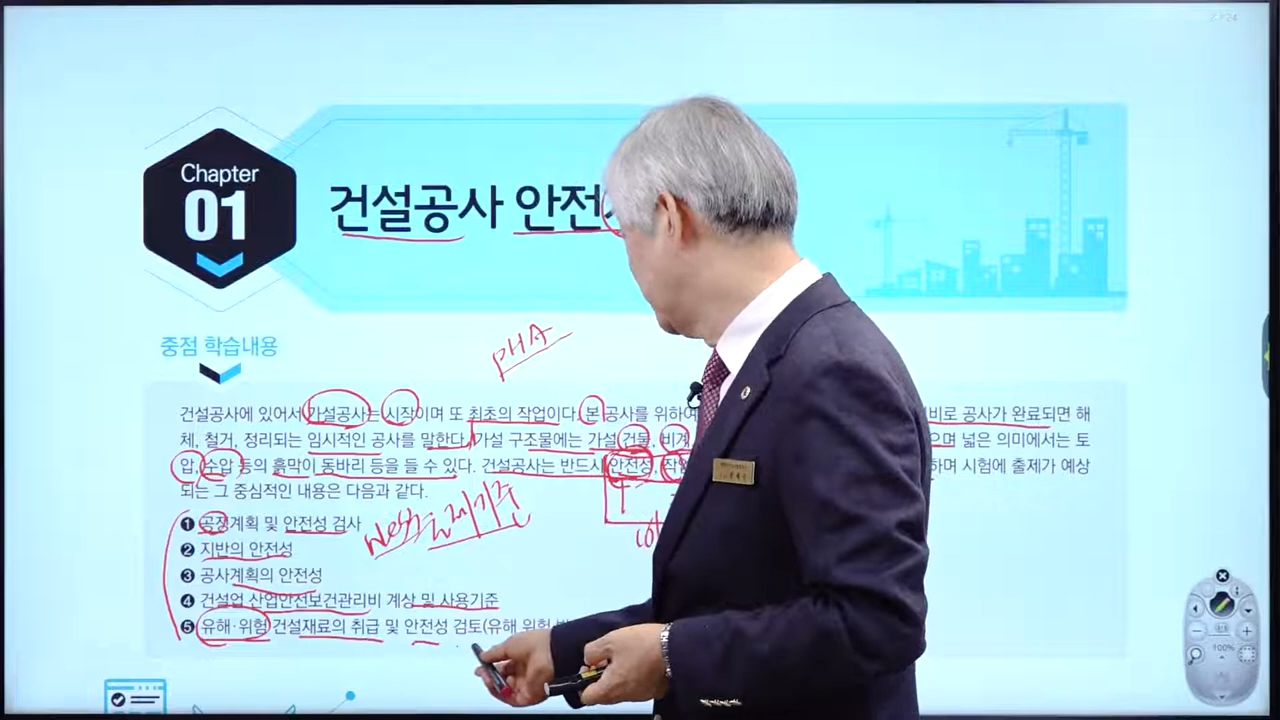 Chapter
01
건설공사 안전
중점 학습내용
PHA
건설공사에 있어서 가설공사는 시작이며 또 최초의 작업이다. 본 공사를 위하여 비로 공사가 완료되면 해
체, 철거, 정리되는 임시적인 공사를 말한다. 가설 구조물에는 가설 건물, 비계 으며 넓은 의미에서는 토
압, 수압 등의 흙막이 동바리 등을 들 수 있다. 건설공사는 반드시 안전성, 작업 하며 시험에 출제가 예상
되는 그 중심적인 내용은 다음과 같다.
❶ 공정계획 및 안전성 검사
❷ 지반의 안전성
❸ 공사계획의 안전성
❹ 건설업 산업안전보건관리비 계상 및 사용기준
❺ 유해·위험 건설재료의 취급 및 안전성 검토(유해 위험
100%